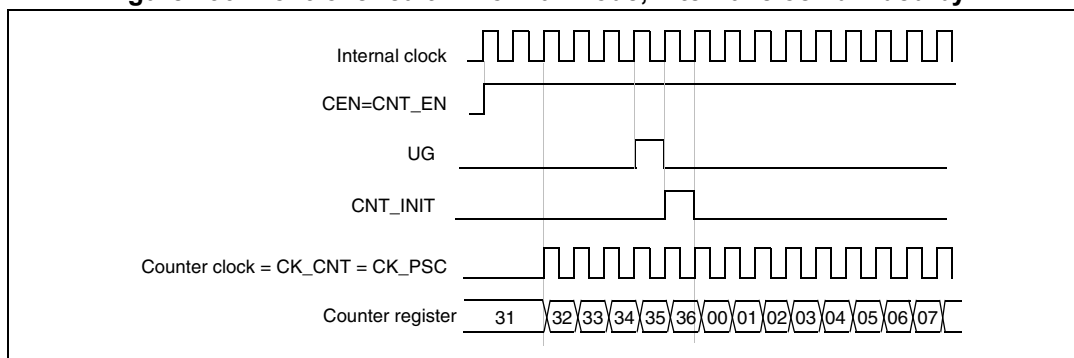 Internal clock
CEN=CNT_EN
UG
CNT_INIT
Counter clock = CK_CNT = CK_PSC
Counter register 31 32 33 34 35 36 00 01 02 03 04 05 06 07